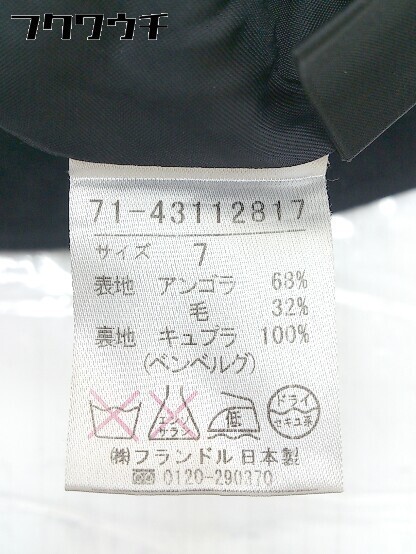 フクウウチ
71-43112817
サイズ 7
表地 アンゴラ 68%
毛 32%
裏地 キュプラ 100%
(ベンベルグ)
エンソ
サラシ
低
ドライ
セキユ系
㈱フランドル 日本製
0120-290370